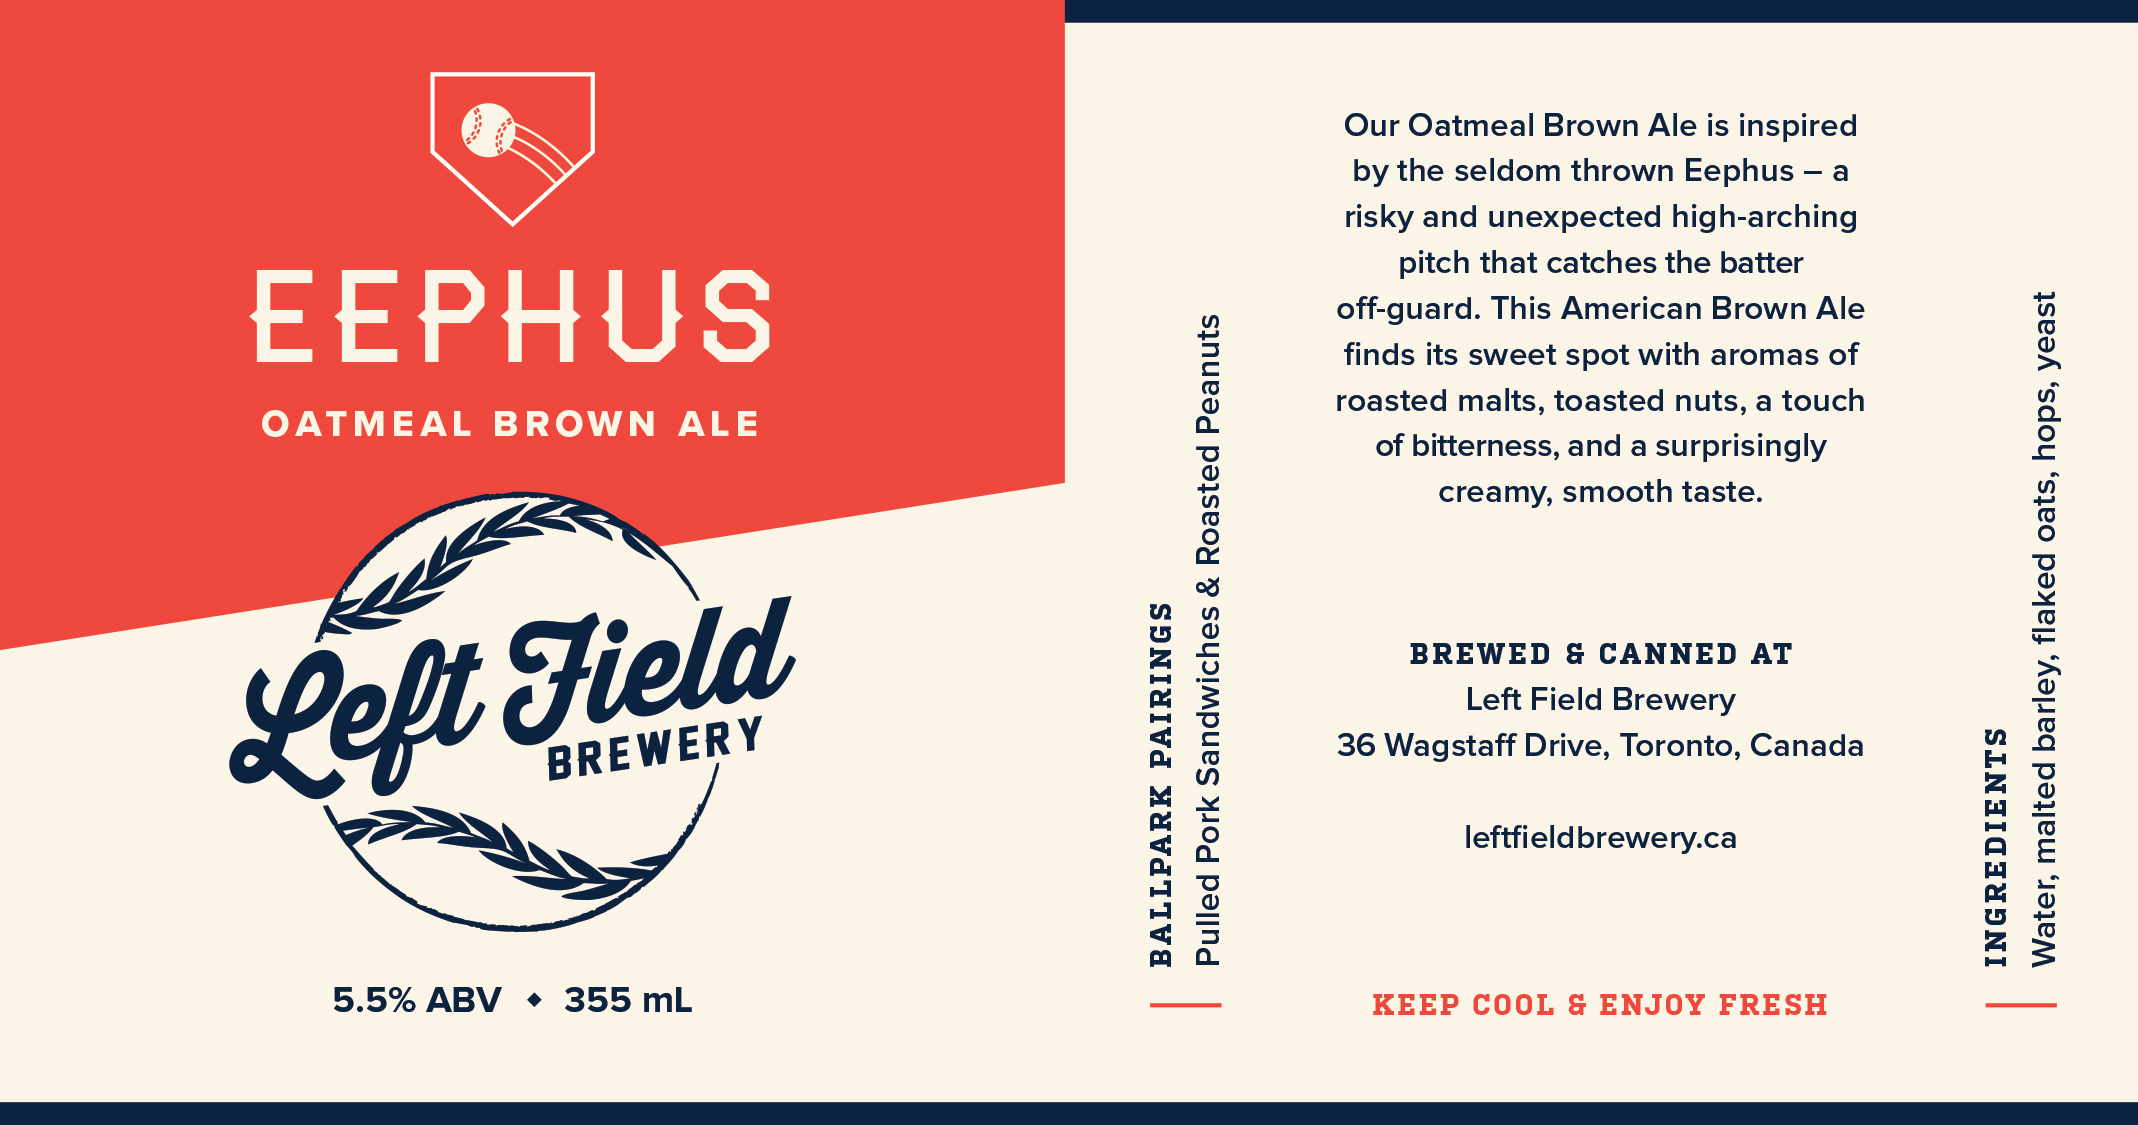 EEPHUS
OATMEAL BROWN ALE
Left Field
BREWERY
5.5% ABV ◆ 355 mL
BALLPARK PAIRINGS
Pulled Pork Sandwiches & Roasted Peanuts
Our Oatmeal Brown Ale is inspired
by the seldom thrown Eephus – a
risky and unexpected high-arching
pitch that catches the batter
off-guard. This American Brown Ale
finds its sweet spot with aromas of
roasted malts, toasted nuts, a touch
of bitterness, and a surprisingly
creamy, smooth taste.
BREWED & CANNED AT
Left Field Brewery
36 Wagstaff Drive, Toronto, Canada
leftfieldbrewery.ca
KEEP COOL & ENJOY FRESH
INGREDIENTS
Water, malted barley, flaked oats, hops, yeast